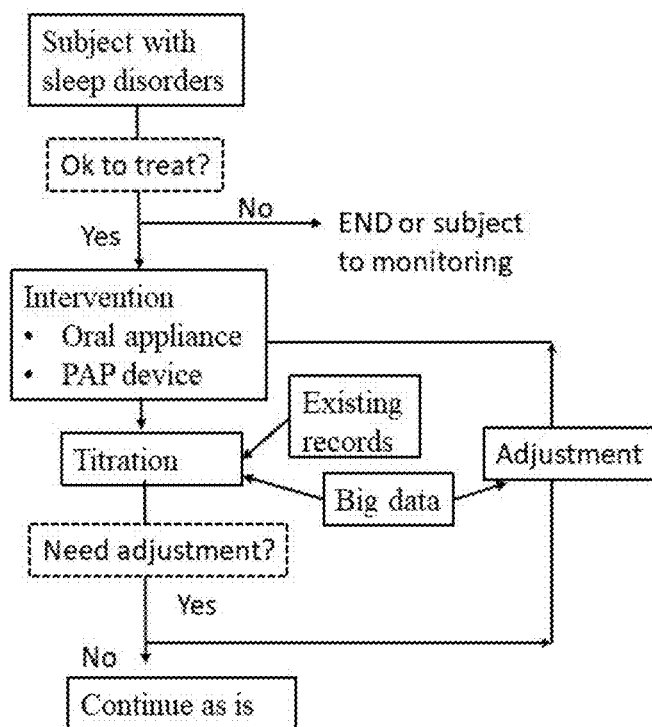 Subject with
sleep disorders
Ok to treat?
No
Yes
END or subject
to monitoring
Intervention
• Oral appliance
• PAP device
Existing
records
Titration
Adjustment
Big data
Need adjustment?
Yes
No
Continue as is